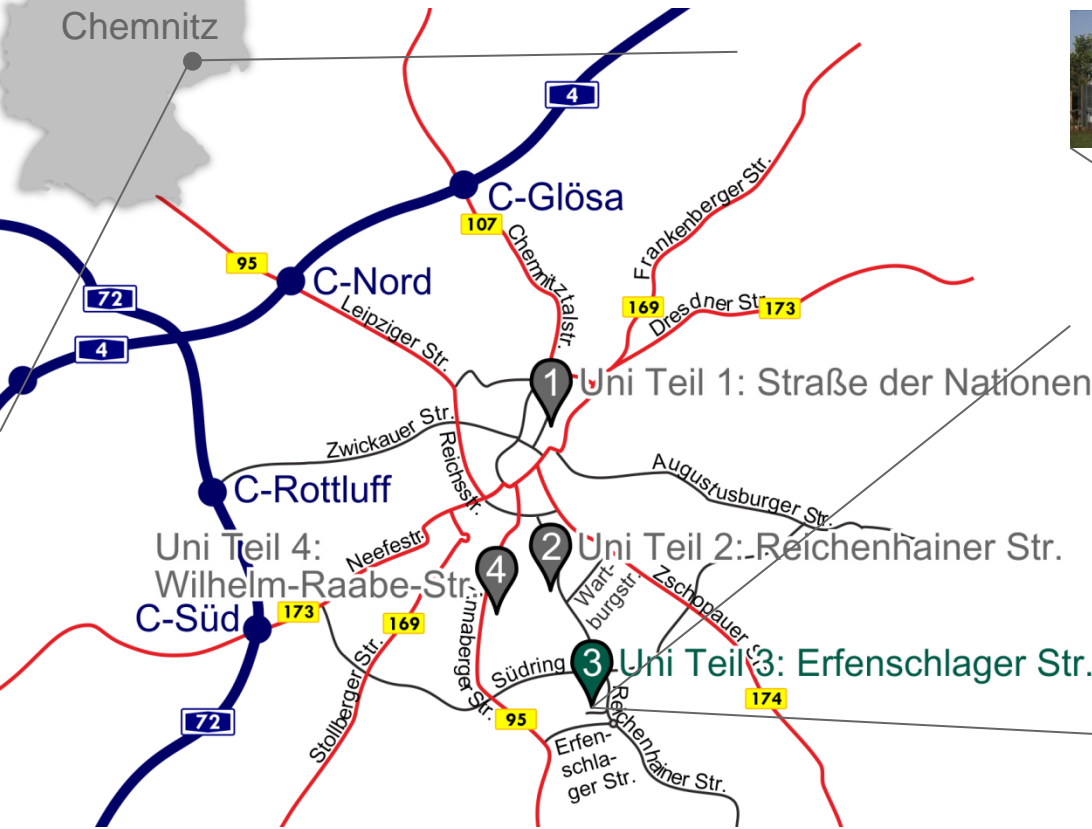 Chemnitz
4
C-Glösa
107
Chemnitztalstr.
Frankenberger Str.
95
C-Nord
72
Leipziger Str.
169
Dresdner Str.
173
4
1
Uni Teil 1: Straße der Nationen
Zwickauer Str.
Reichsstr.
Augustusburger Str.
C-Rottluff
Neefestr.
Uni Teil 4:
Wilhelm-Raabe-Str.
4
2
Uni Teil 2: Reichenhainer Str.
Wart-
burgstr.
Zschopauer Str.
C-Süd
173
169
Stollberger Str.
Annaberger Str.
Südring
3
Uni Teil 3: Erfenschlager Str.
Reichenhainer Str.
174
72
95
Erfen-
schla-
ger Str.